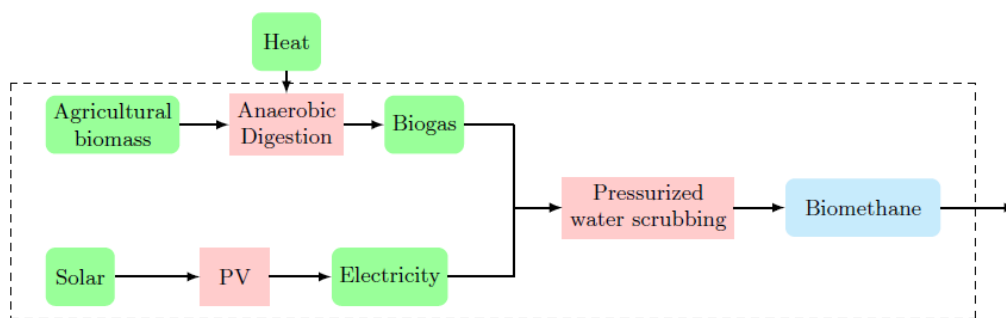 Heat
Agricultural
biomass
Anaerobic
Digestion
Biogas
Pressurized
water scrubbing
Biomethane
Solar
PV
Electricity